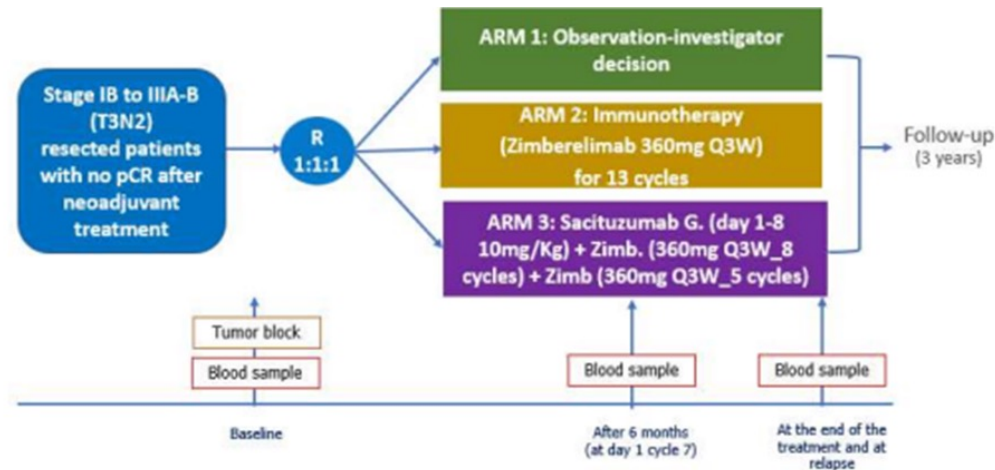 Stage IB to IIIA-B
(T3N2)
resected patients
with no pCR after
neoadjuvant
treatment
R
1:1:1
ARM 1: Observation-investigator
decision
ARM 2: Immunotherapy
(Zimberelimab 360mg Q3W)
for 13 cycles
ARM 3: Sacituzumab G. (day 1-8
10mg/Kg) + Zimb. (360mg Q3W_8
cycles) + Zimb (360mg Q3W_5 cycles)
Follow-up
(3 years)
Tumor block
Blood sample
Blood sample
Blood sample
Baseline
After 6 months
(at day 1 cycle 7)
At the end of the
treatment and at
relapse